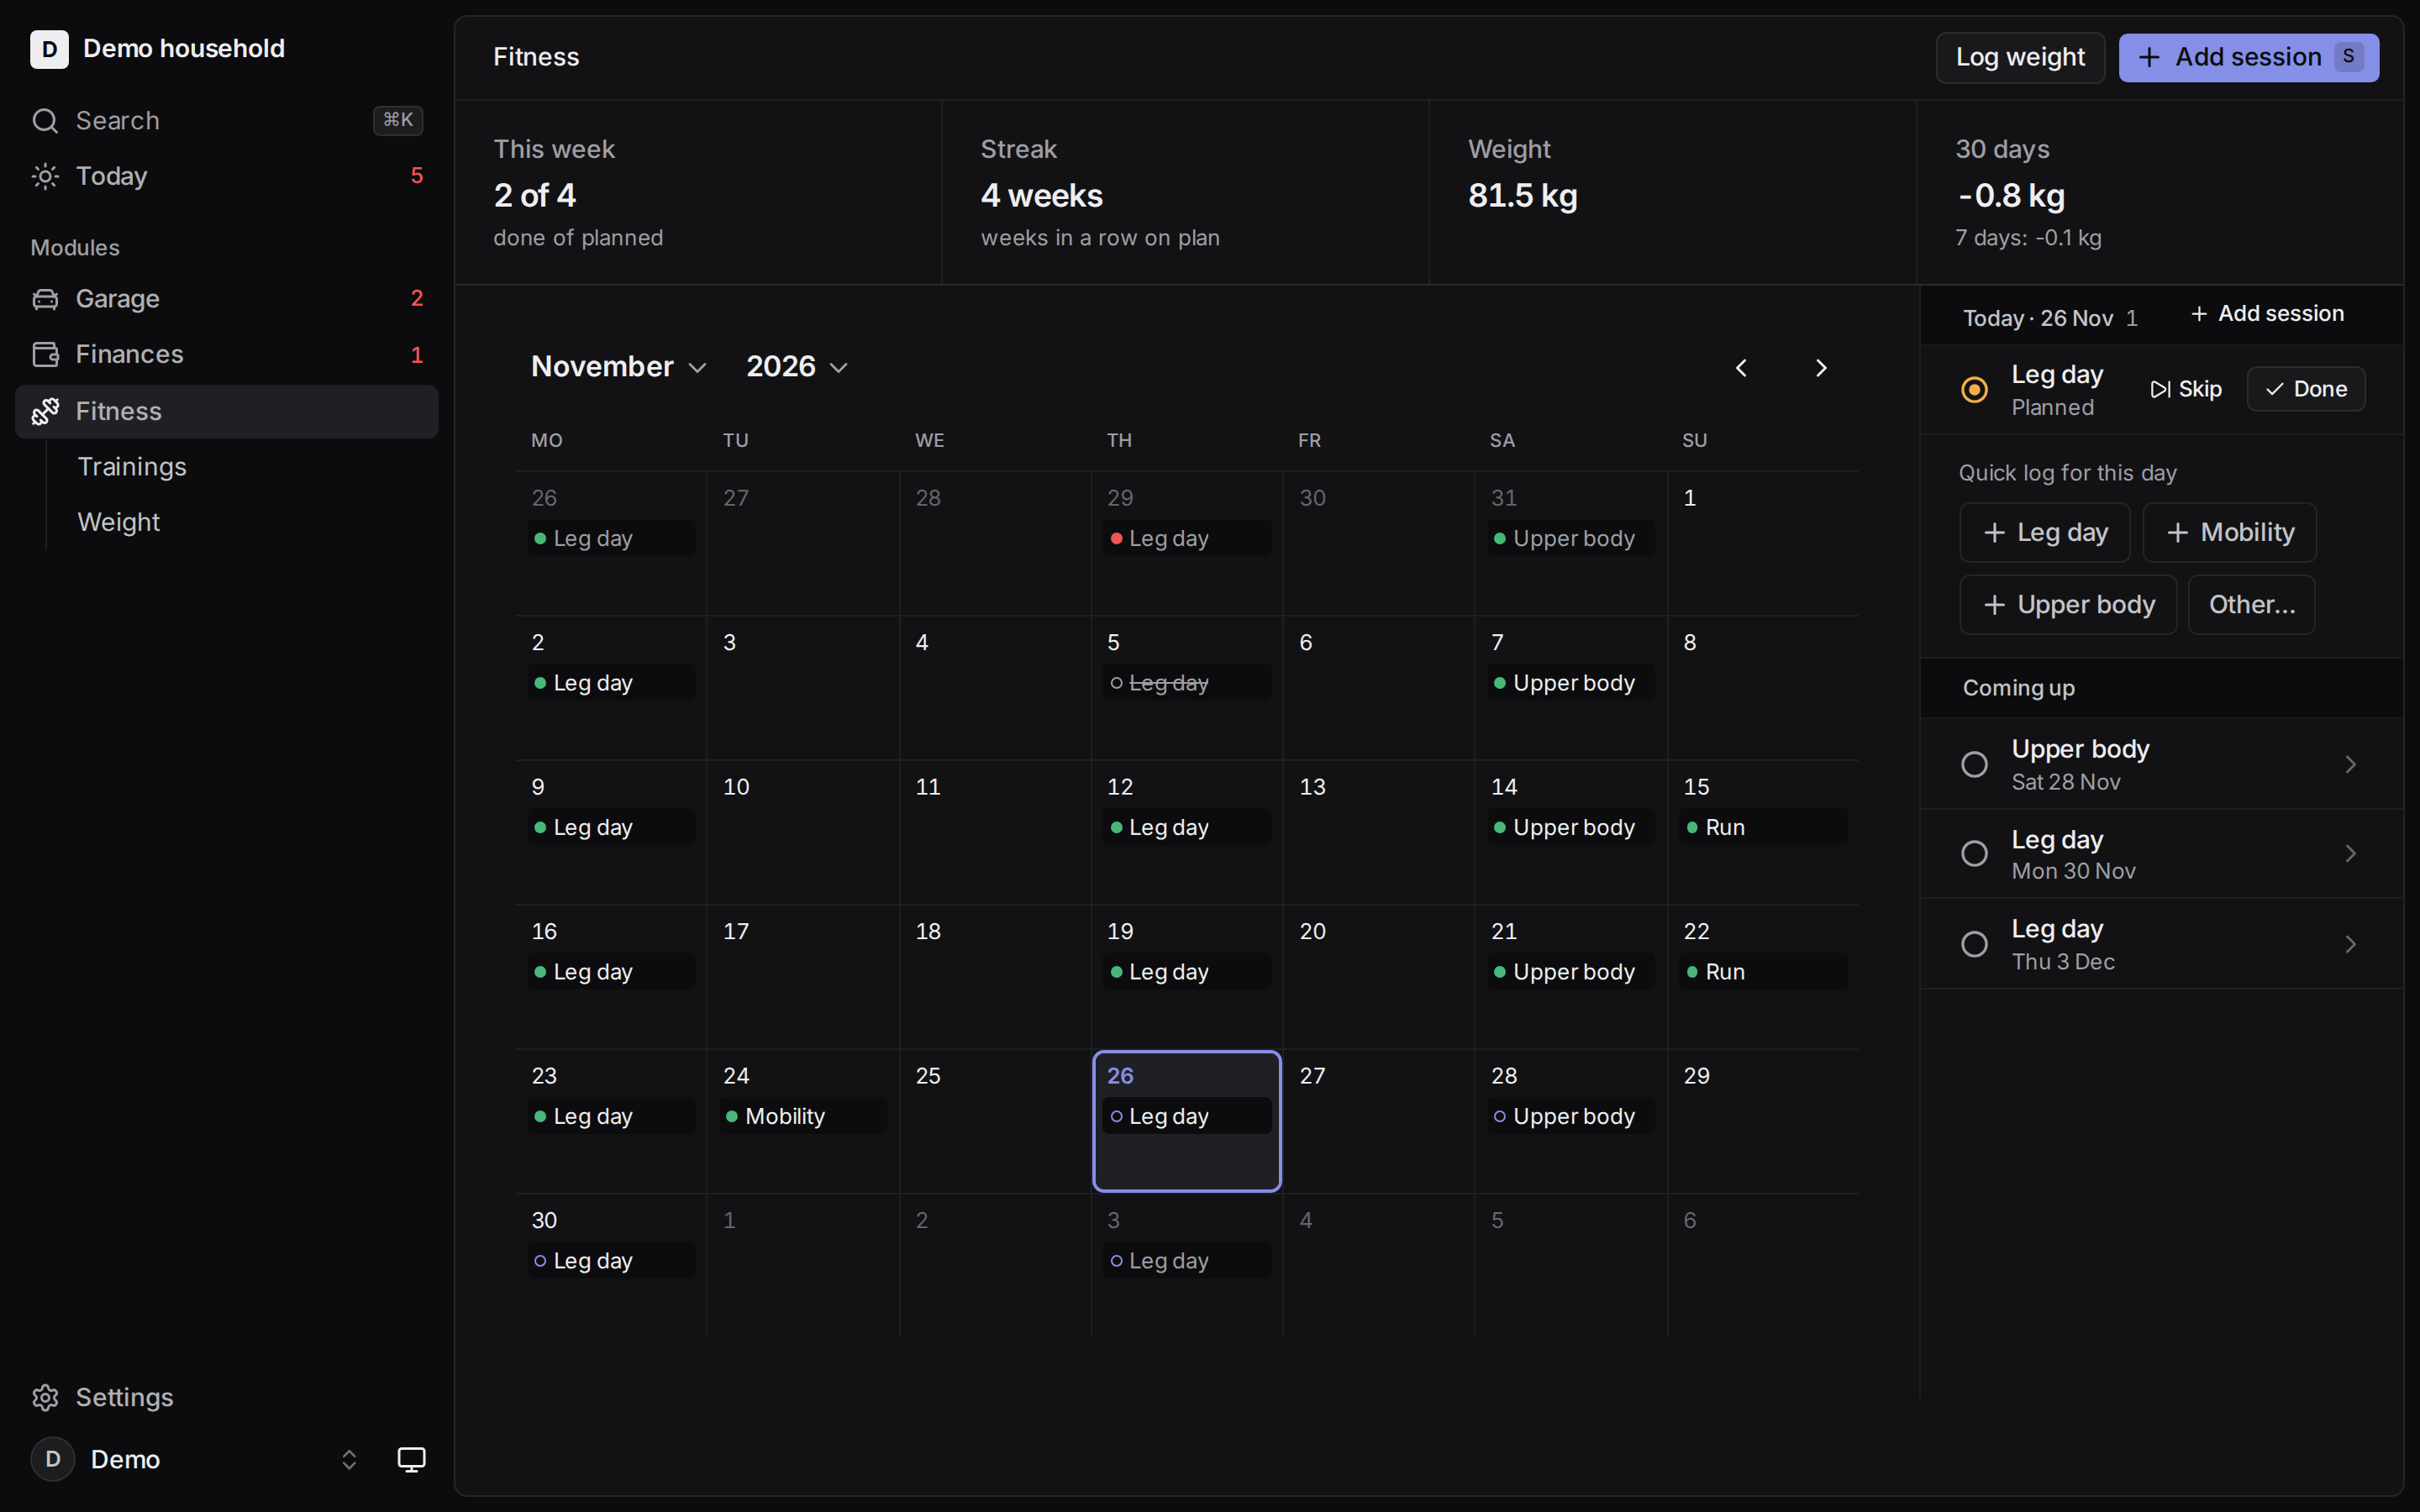 D Demo household
Search ⌘K
Today 5
Modules
Garage 2
Finances 1
Fitness
Trainings
Weight
Settings
D Demo
Fitness
Log weight
+ Add session S
This week
2 of 4
done of planned
Streak
4 weeks
weeks in a row on plan
Weight
81.5 kg
30 days
-0.8 kg
7 days: -0.1 kg
November 2026
MO TU WE TH FR SA SU
26 27 28 29 30 31 1
Leg day Leg day Upper body
2 3 4 5 6 7 8
Leg day Leg day Upper body
9 10 11 12 13 14 15
Leg day Leg day Upper body Run
16 17 18 19 20 21 22
Leg day Leg day Upper body Run
23 24 25 26 27 28 29
Leg day Mobility Leg day Upper body
30 1 2 3 4 5 6
Leg day Leg day
Today · 26 Nov 1 + Add session
Leg day
Planned
Skip Done
Quick log for this day
+ Leg day + Mobility
+ Upper body Other...
Coming up
Upper body
Sat 28 Nov
Leg day
Mon 30 Nov
Leg day
Thu 3 Dec